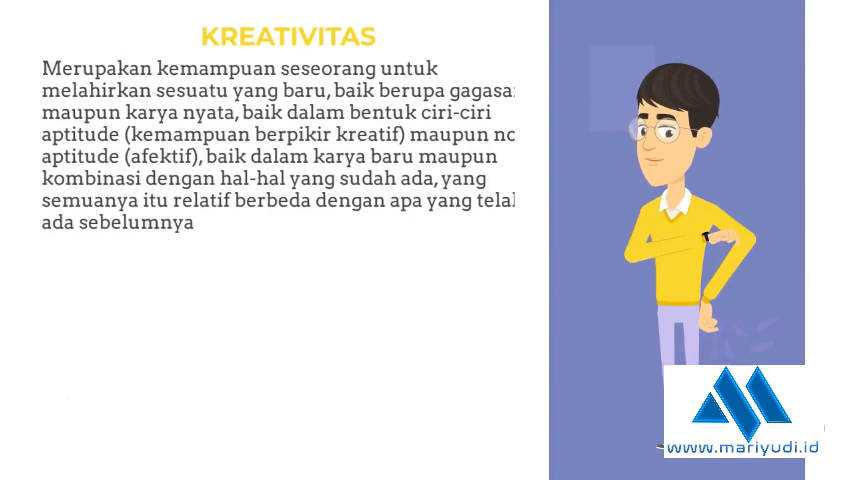 KREATIVITAS
Merupakan kemampuan seseorang untuk
melahirkan sesuatu yang baru, baik berupa
maupun karya nyata, baik dalam bentuk ciri-ciri
aptitude (kemampuan berpikir kreatif) maupun
aptitude (afektif), baik dalam karya baru maupun
kombinasi dengan hal-hal yang sudah ada, yang
semuanya itu relatif berbeda dengan apa yang
ada sebelumnya
www.mariyudi.id